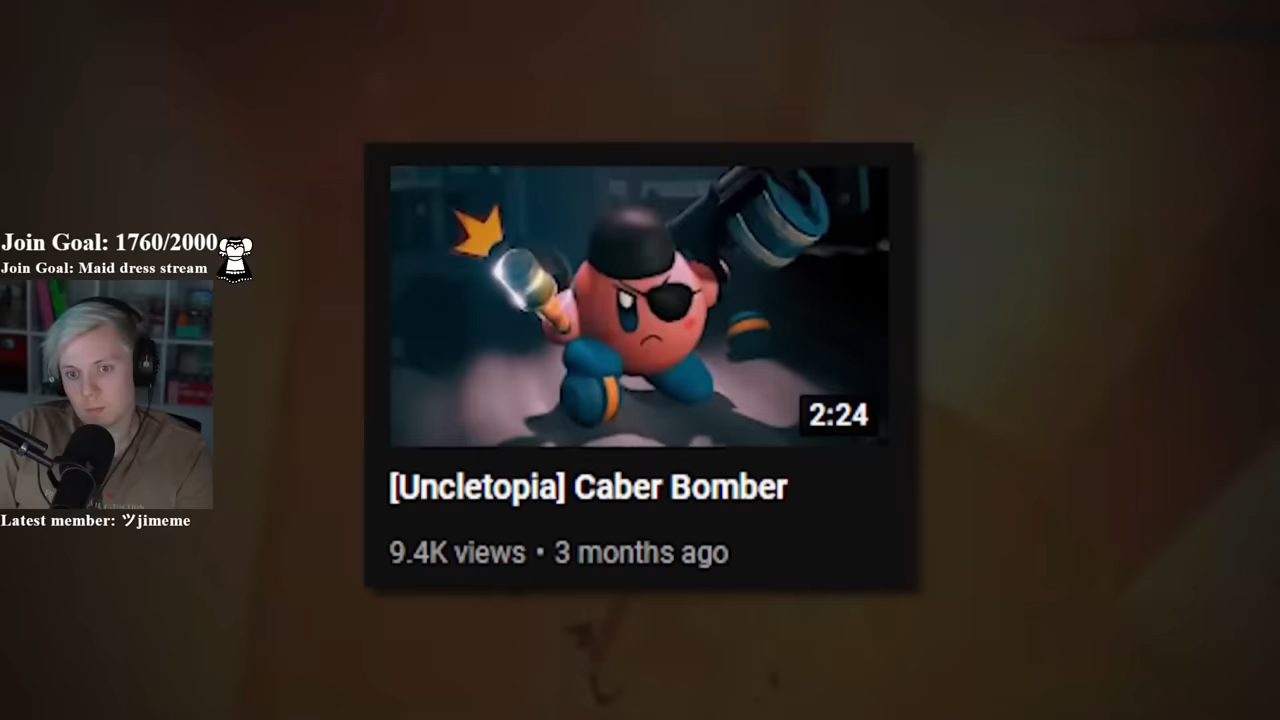 Join Goal: 1760/2000
Join Goal: Maid dress stream
Latest member: ツjimeme
2:24
[Uncletopia] Caber Bomber
9.4K views • 3 months ago